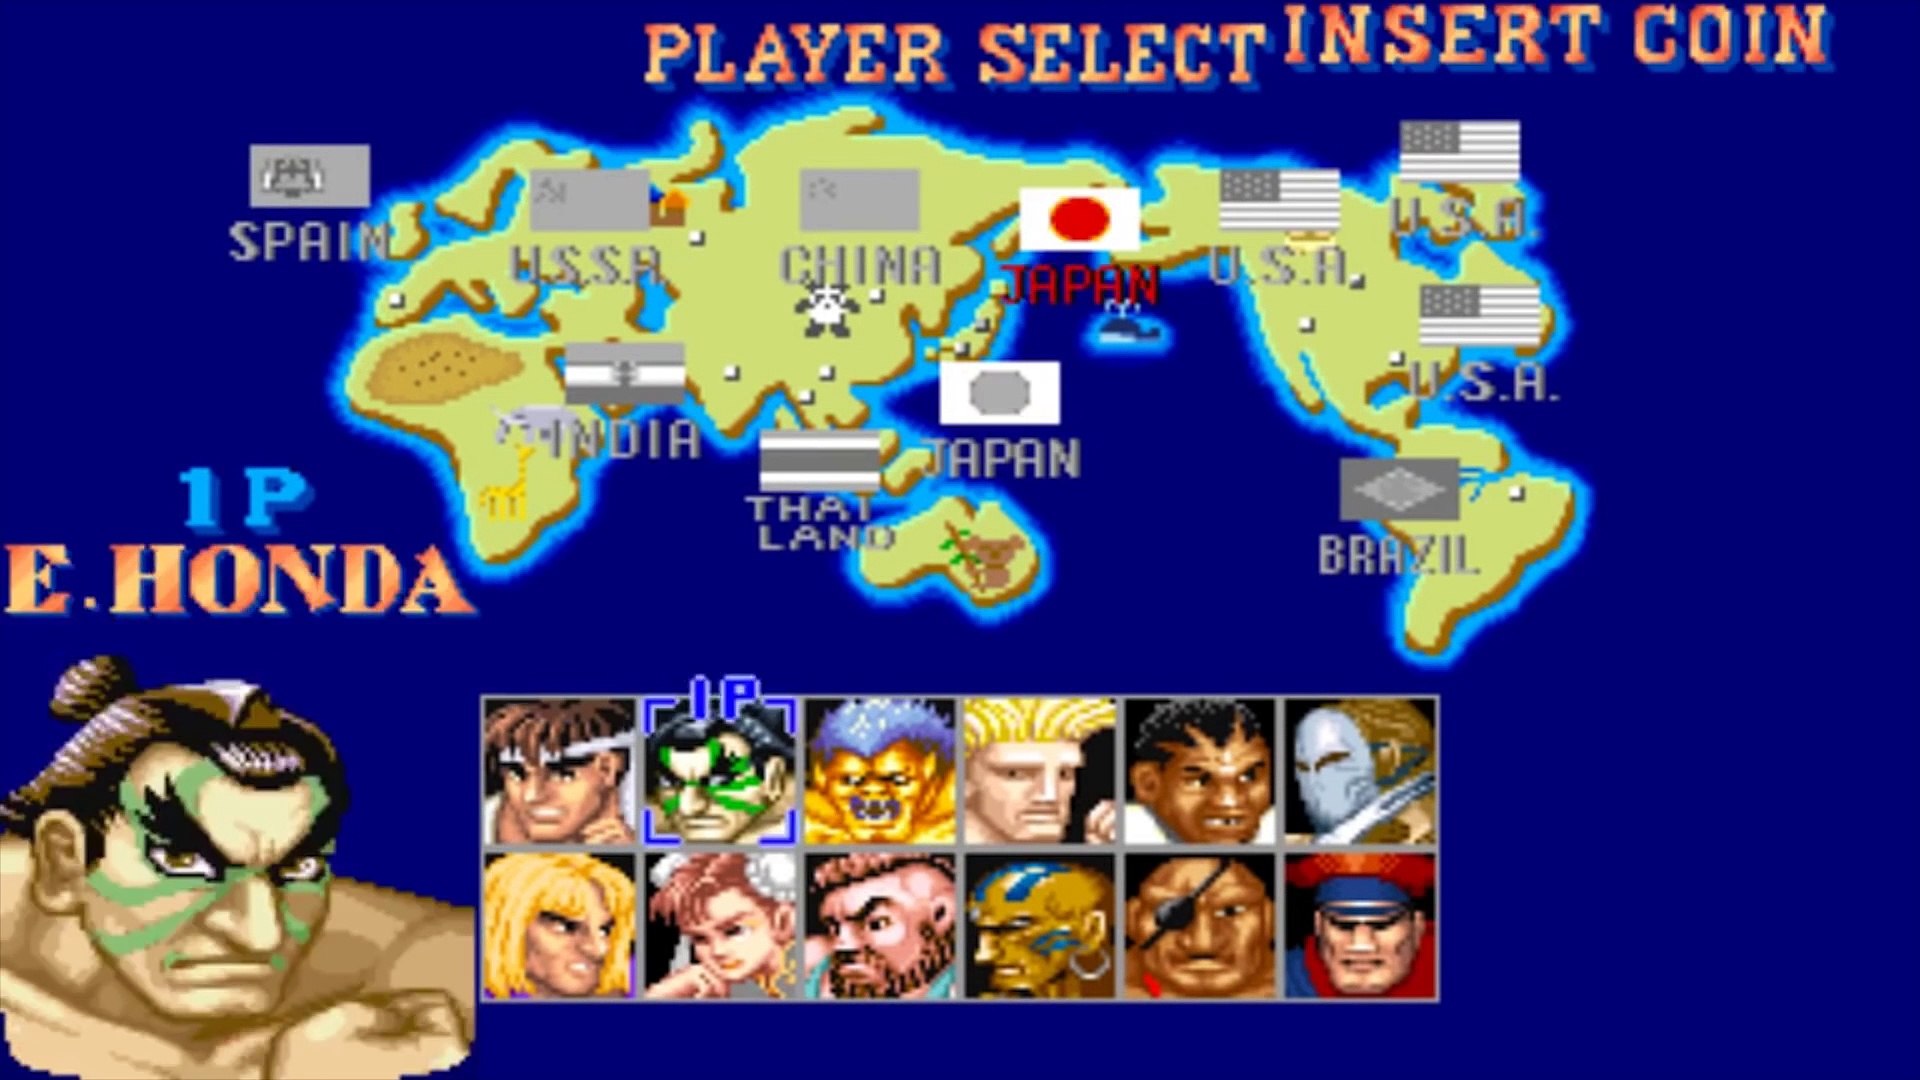 PLAYER SELECT
INSERT COIN
SPAIN
U.S.S.R.
CHINA
JAPAN
U.S.A.
U.S.A.
U.S.A.
INDIA
JAPAN
THAI
LAND
BRAZIL
1P
E.HONDA
1P